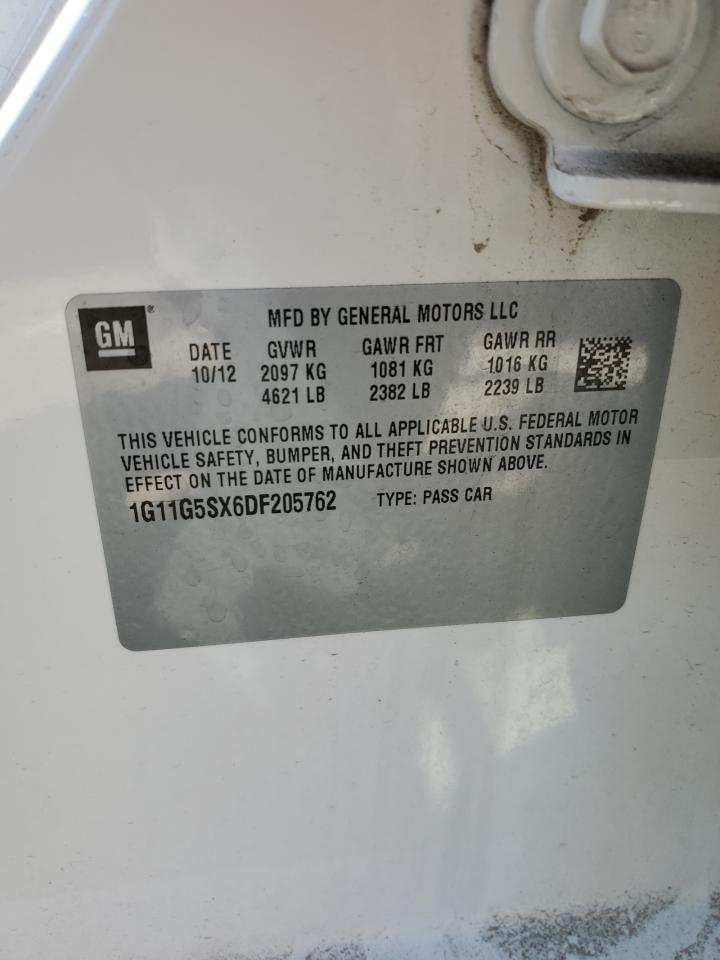 GM®
MFD BY GENERAL MOTORS LLC
DATE GVWR GAWR FRT GAWR RR
10/12 2097 KG 1081 KG 1016 KG
4621 LB 2382 LB 2239 LB
THIS VEHICLE CONFORMS TO ALL APPLICABLE U.S. FEDERAL MOTOR
VEHICLE SAFETY, BUMPER, AND THEFT PREVENTION STANDARDS IN
EFFECT ON THE DATE OF MANUFACTURE SHOWN ABOVE.
1G11G5SX6DF205762 TYPE: PASS CAR